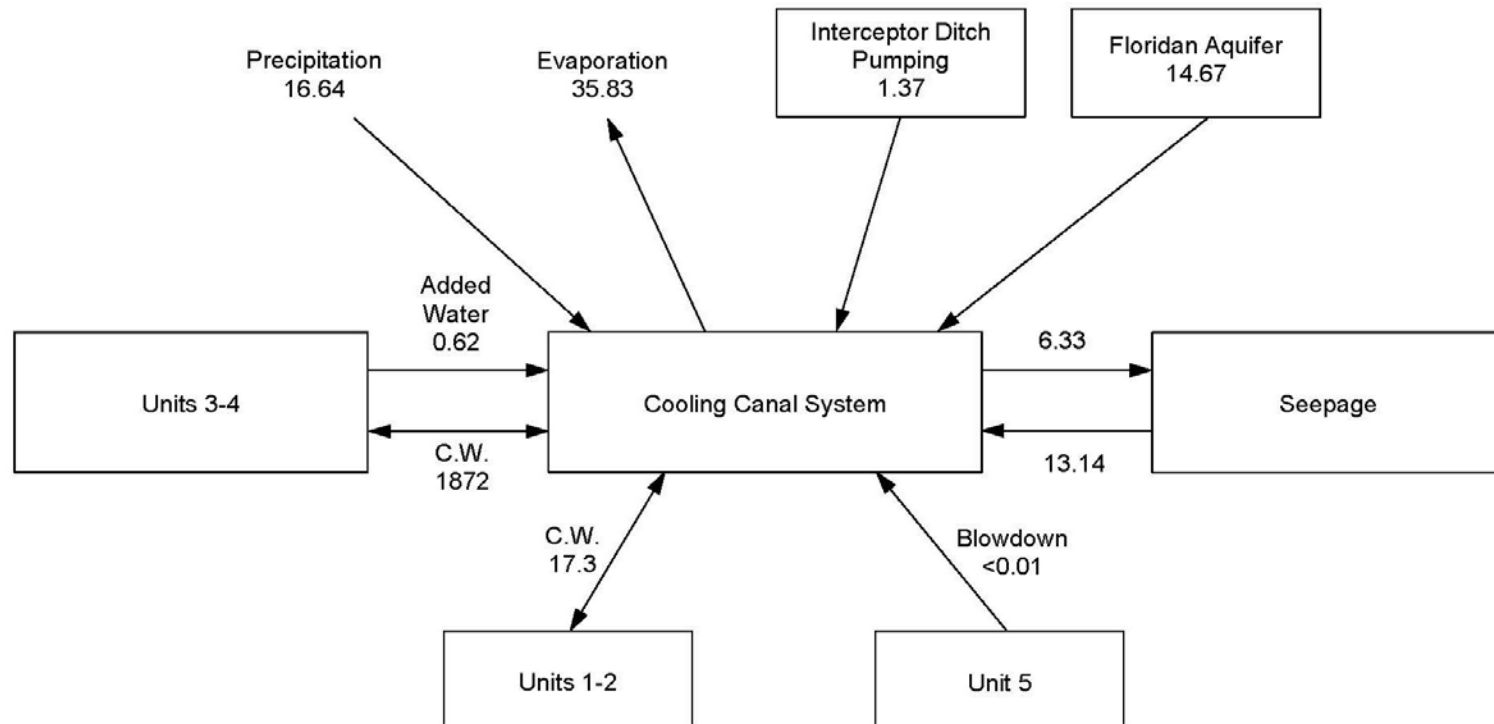 Precipitation
16.64
Evaporation
35.83
Interceptor Ditch
Pumping
1.37
Floridan Aquifer
14.67
Added
Water
0.62
Units 3-4
C.W.
1872
Cooling Canal System
6.33
13.14
Seepage
C.W.
17.3
Blowdown
<0.01
Units 1-2
Unit 5